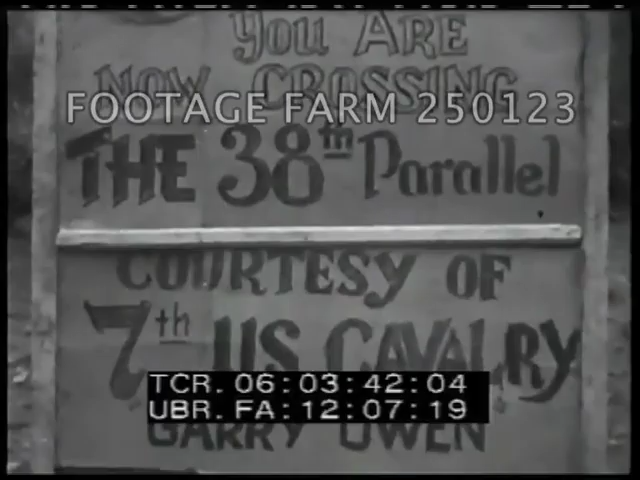 You ARE
NOW CROSSING
FOOTAGE FARM 250123
THE 38th Parallel
COURTESY OF
7th US CAVALRY
TCR. 06:03:42:04
UBR. FA:12:07:19
"GARRY OWEN"